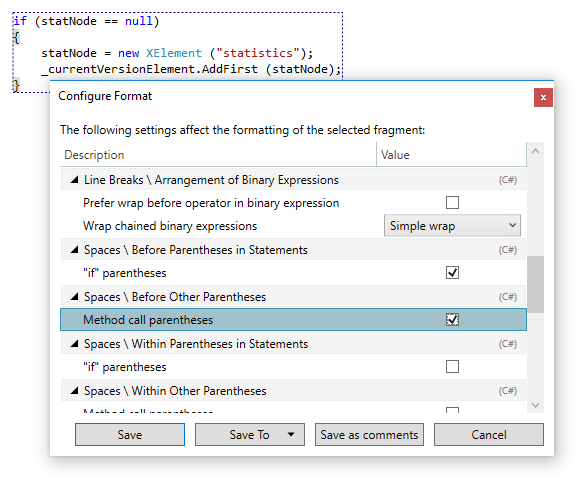 if (statNode == null)
{
statNode = new XElement ("statistics");
_currentVersionElement.AddFirst (statNode);
}
Configure Format
x
The following settings affect the formatting of the selected fragment:
Description Value
Line Breaks \ Arrangement of Binary Expressions (C#)
Prefer wrap before operator in binary expression
Wrap chained binary expressions Simple wrap
Spaces \ Before Parentheses in Statements (C#)
"if" parentheses
Spaces \ Before Other Parentheses (C#)
Method call parentheses
Spaces \ Within Parentheses in Statements (C#)
"if" parentheses
Spaces \ Within Other Parentheses (C#)
Method call parentheses
Save Save To Save as comments Cancel